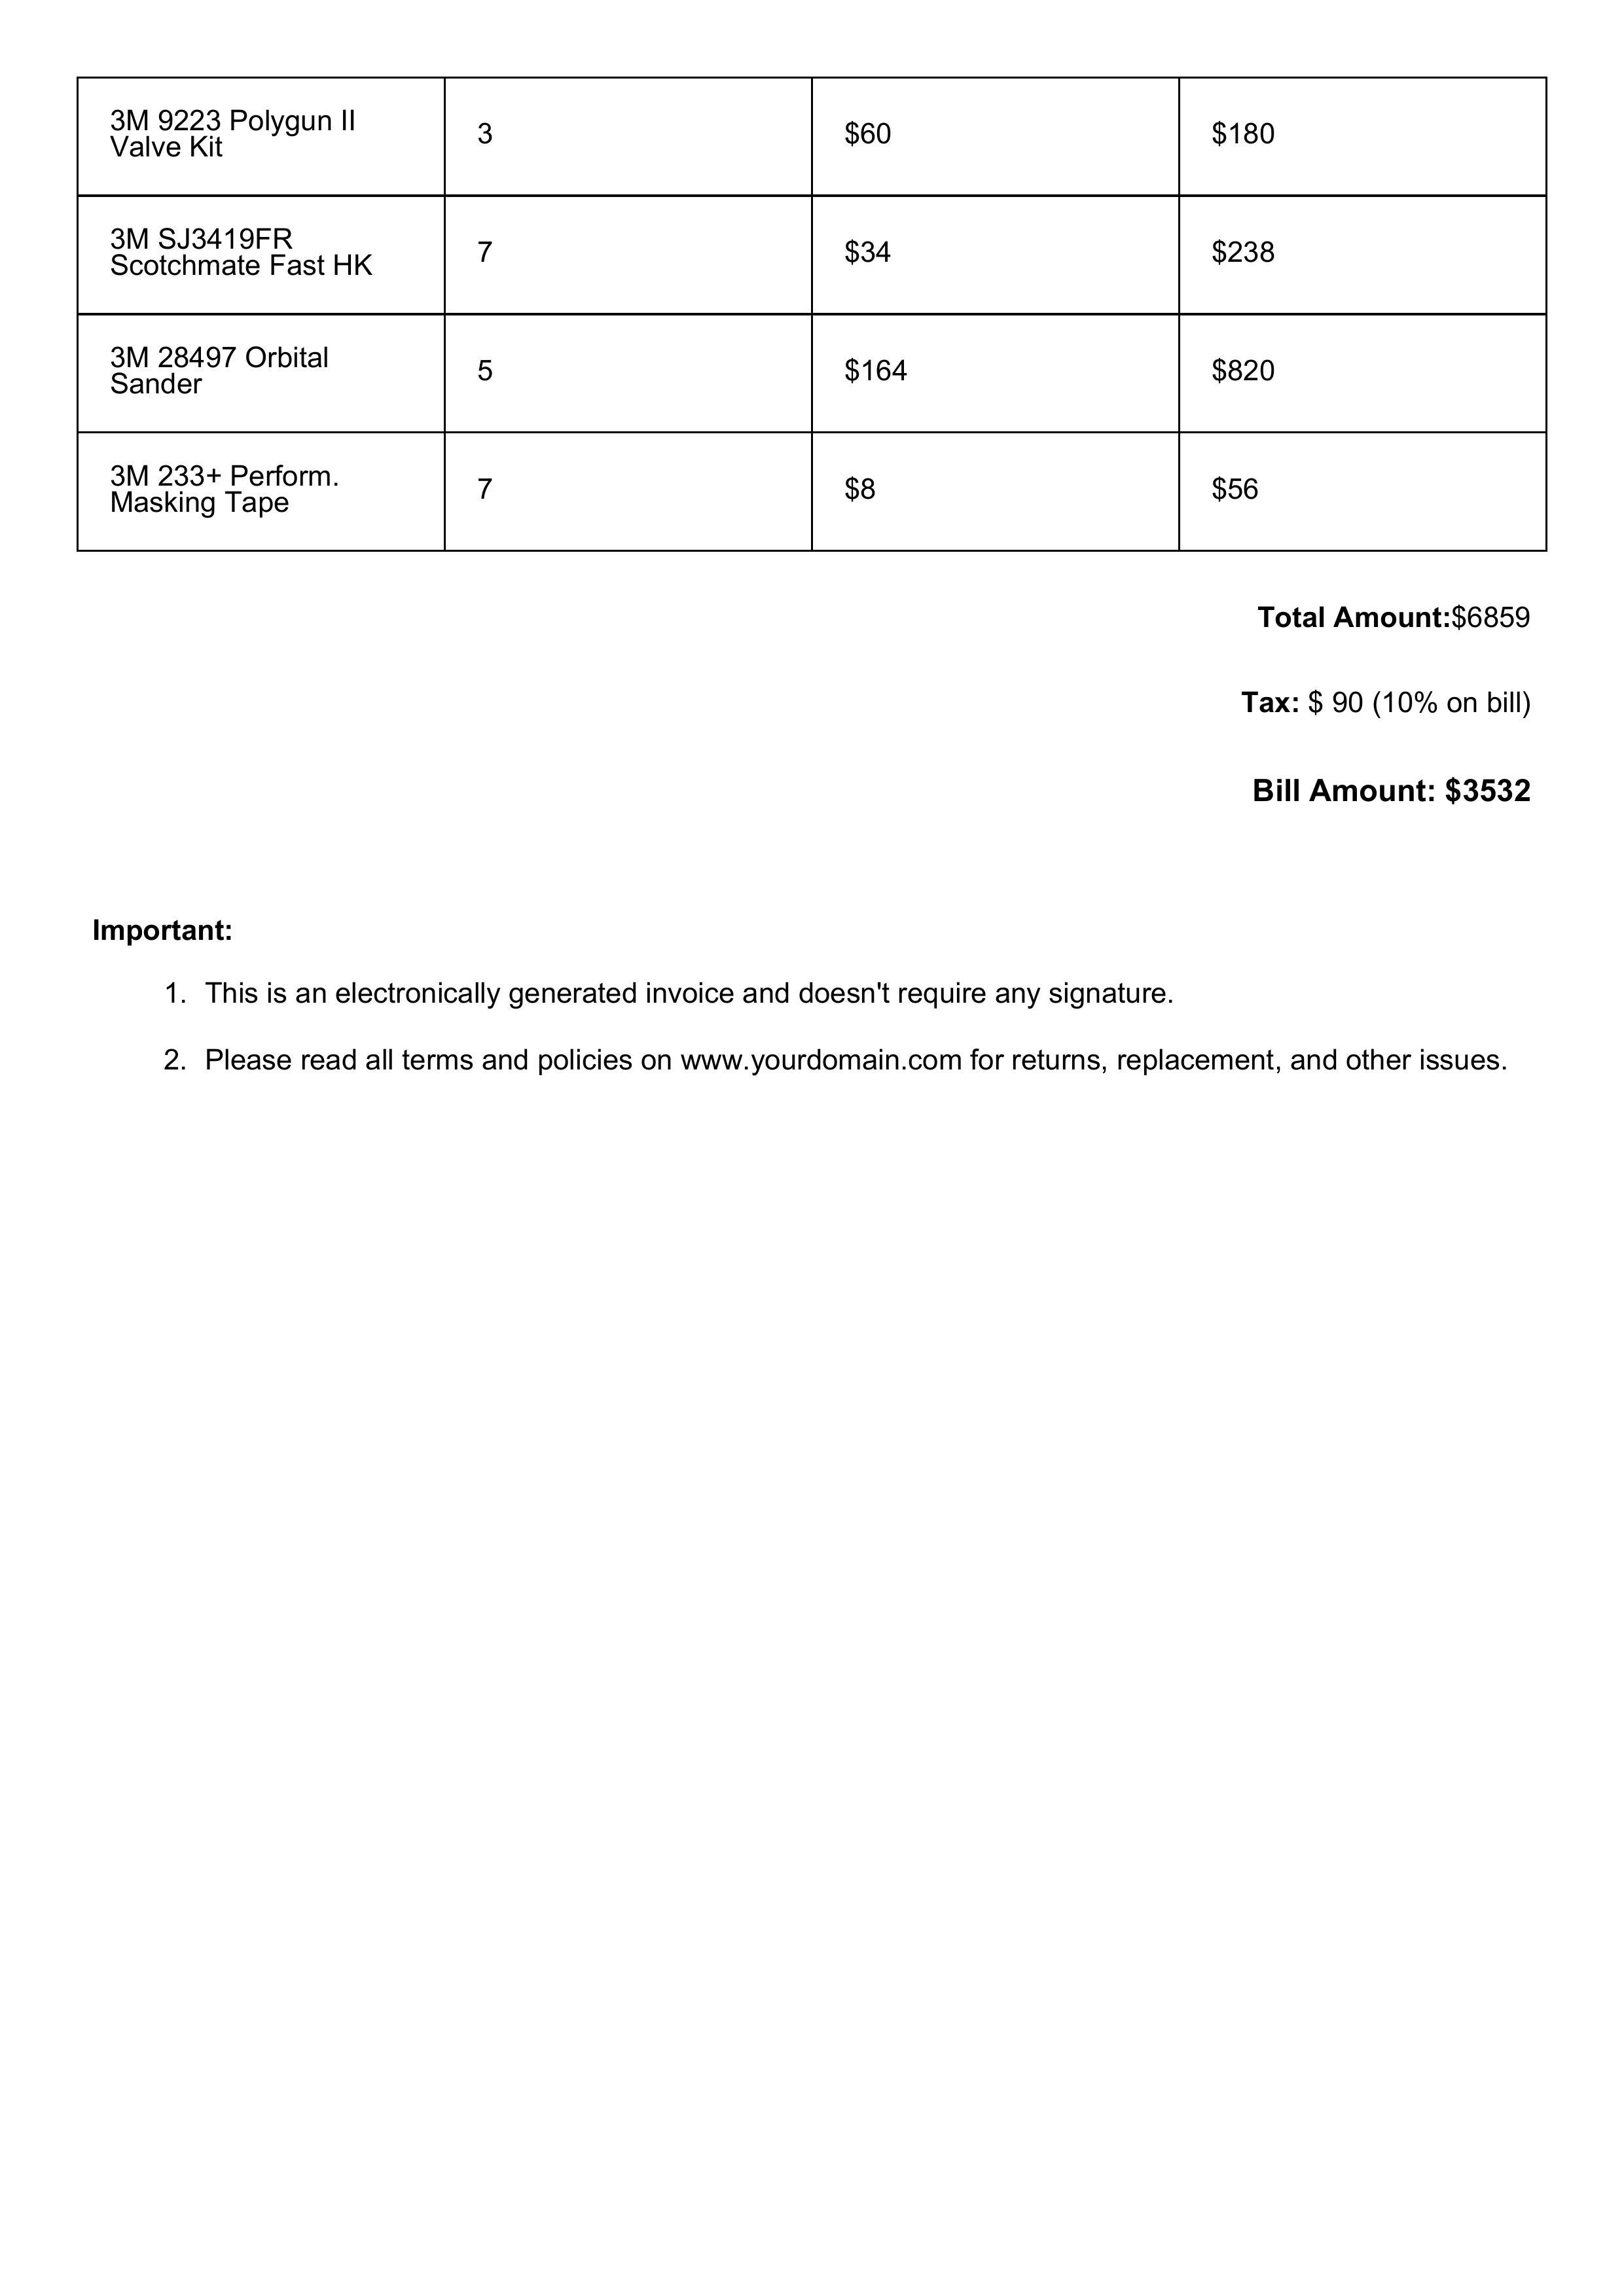 3M 9223 Polygun II
Valve Kit
3
$60
$180
3M SJ3419FR
Scotchmate Fast HK
7
$34
$238
3M 28497 Orbital
Sander
5
$164
$820
3M 233+ Perform.
Masking Tape
7
$8
$56
Total Amount:$6859
Tax: $ 90 (10% on bill)
Bill Amount: $3532
Important:
1. This is an electronically generated invoice and doesn't require any signature.
2. Please read all terms and policies on www.yourdomain.com for returns, replacement, and other issues.